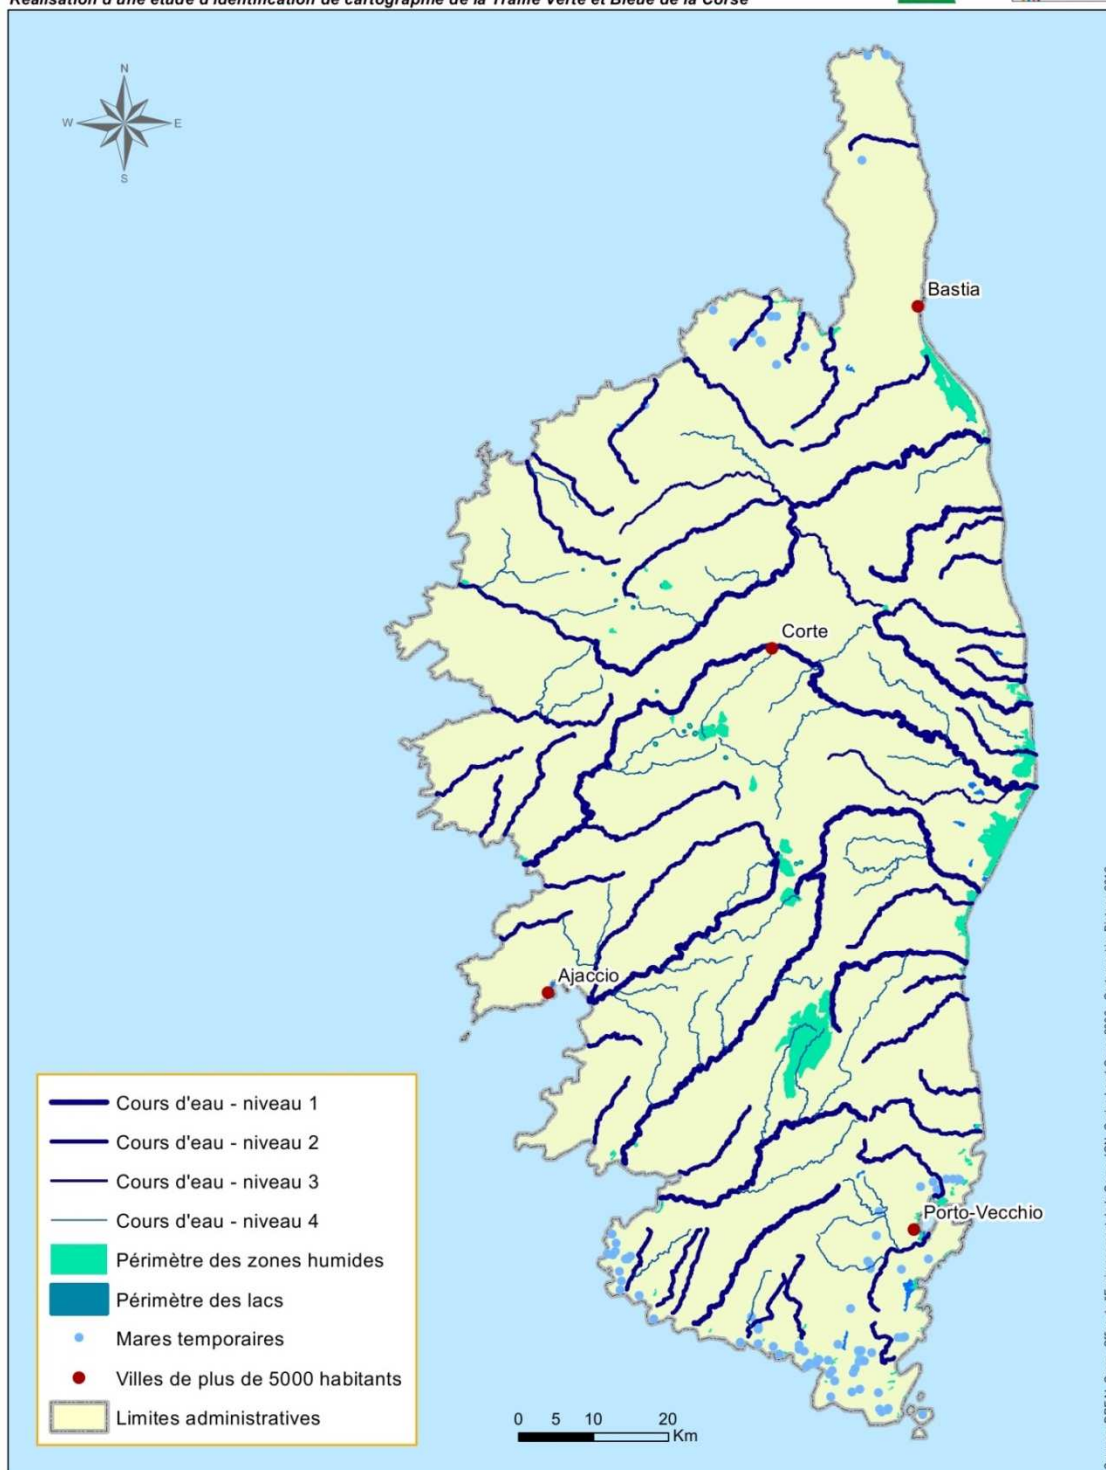 Réalisation d'une étude d'identification de cartographie de la Trame Verte et Bleue de la Corse
N
W
E
S
Bastia
Corte
Ajaccio
Porto-Vecchio
Cours d'eau - niveau 1
Cours d'eau - niveau 2
Cours d'eau - niveau 3
Cours d'eau - niveau 4
Périmètre des zones humides
Périmètre des lacs
Mares temporaires
Villes de plus de 5000 habitants
Limites administratives
0 5 10 20
Km